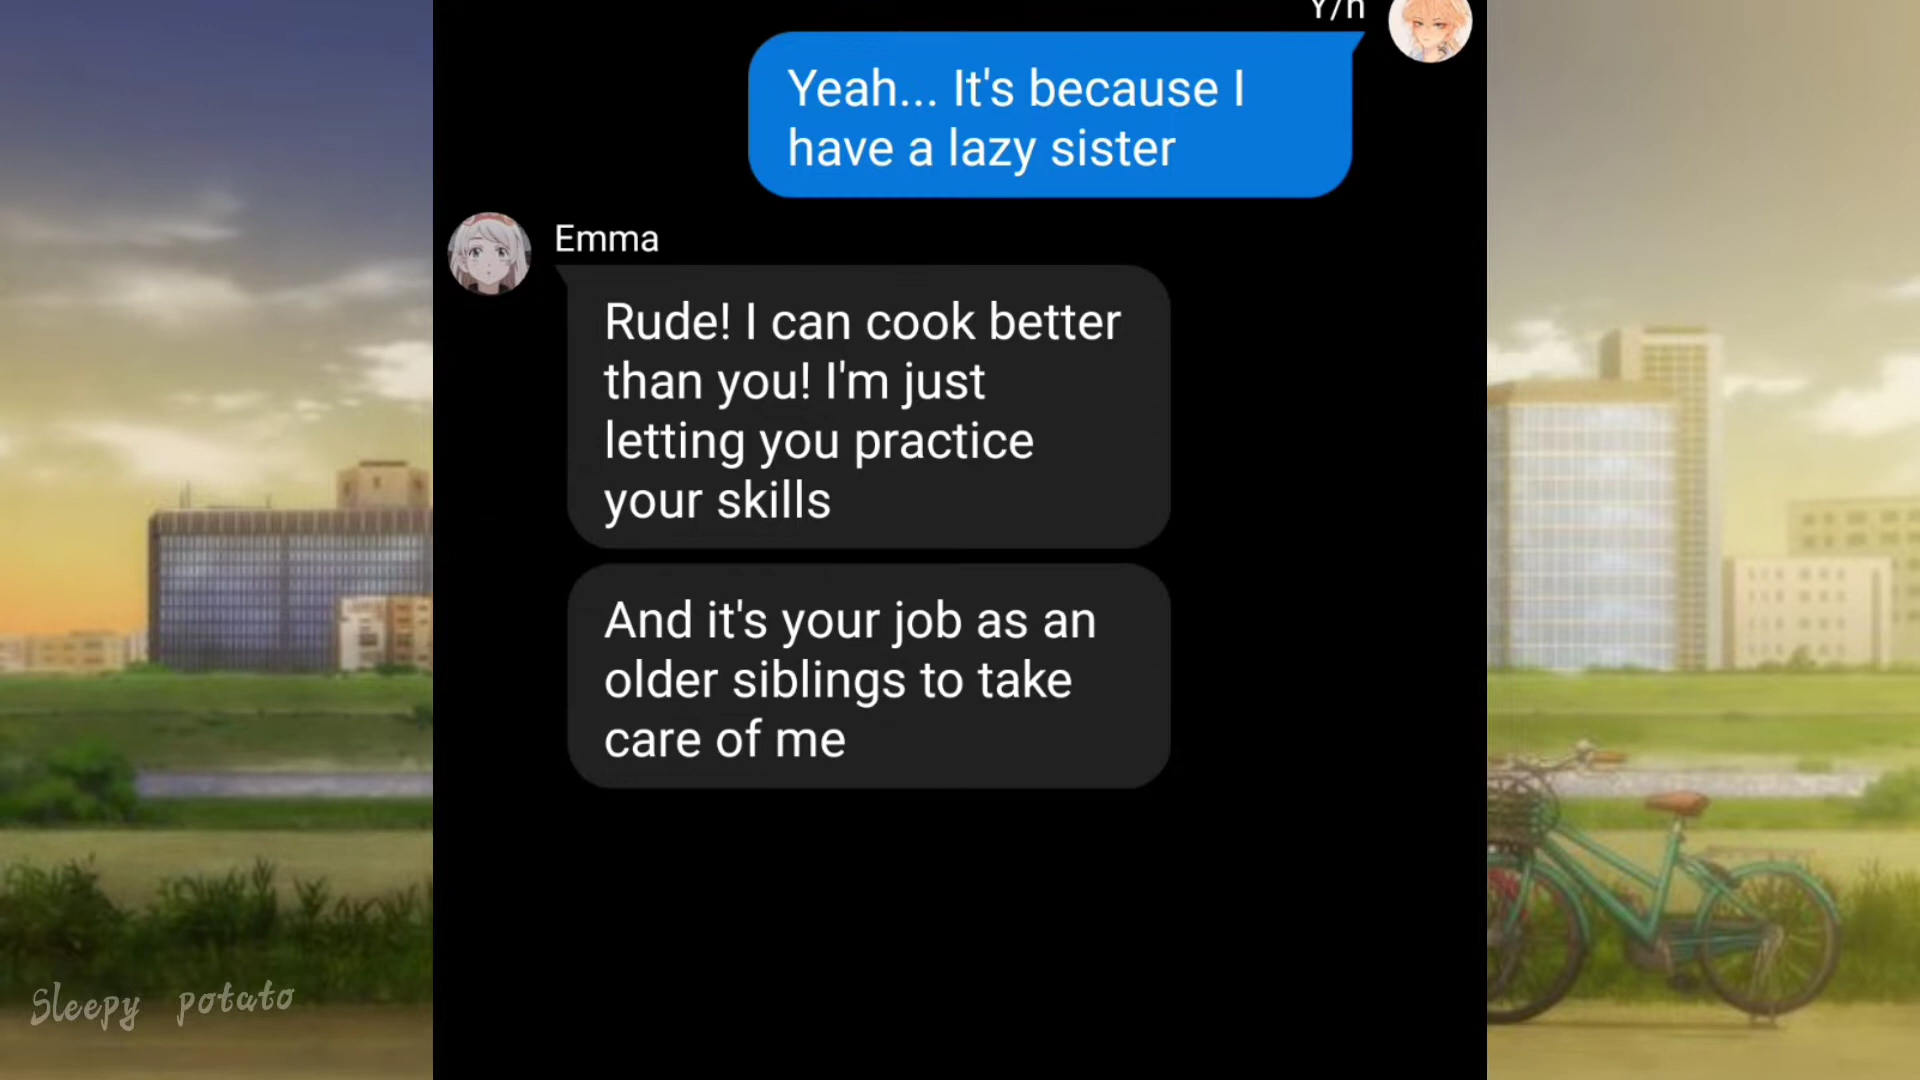 Y/n
Yeah... It's because I
have a lazy sister
Emma
Rude! I can cook better
than you! I'm just
letting you practice
your skills
And it's your job as an
older siblings to take
care of me
Sleepy potato